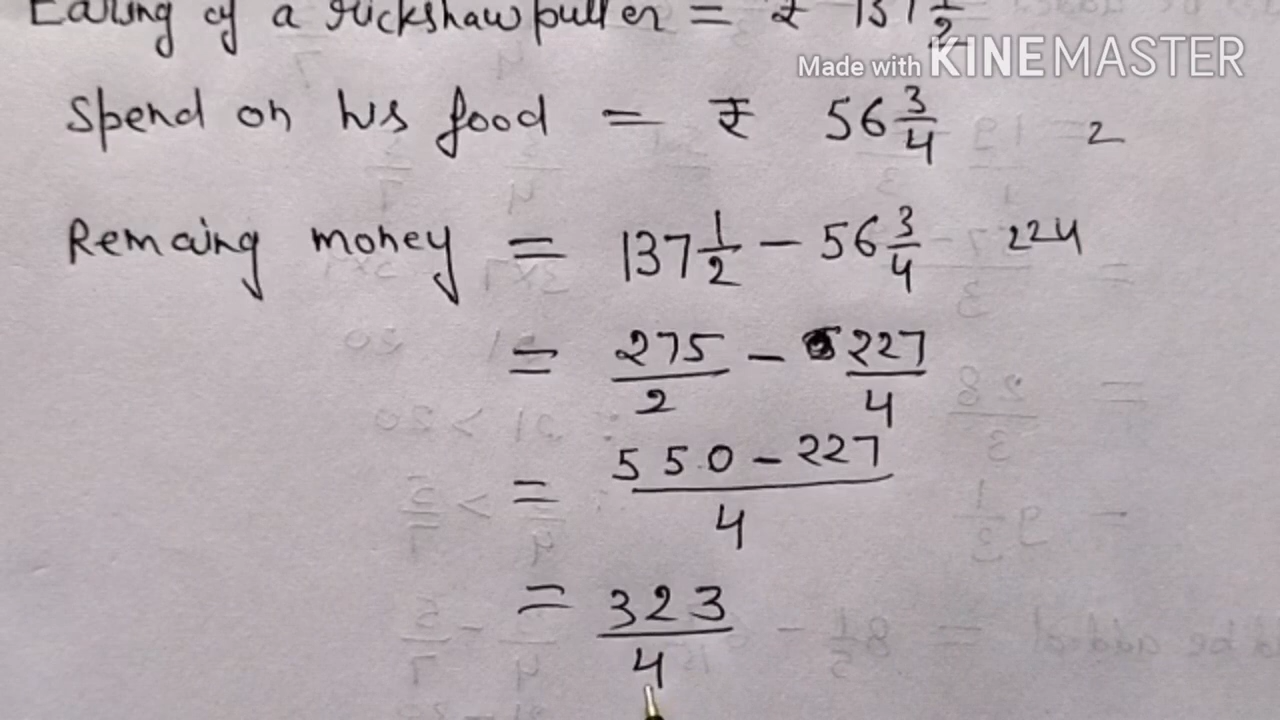 Earing of a rickshaw puller = ₹ 137 1/2
Made with KINEMASTER
Spend on his food = ₹ 56 3/4 2
Remaing money = 137 1/2 - 56 3/4 224
= 275/2 - 227/4
= 550 - 227/4
= 323/4